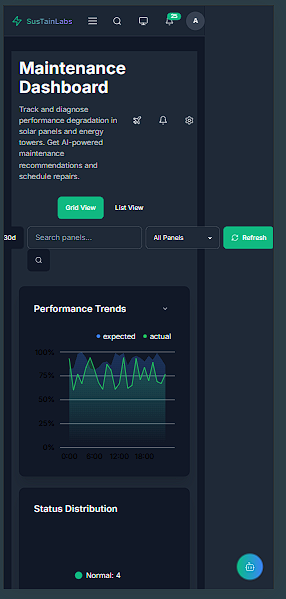 SusTainLabs
25
A
Maintenance
Dashboard
Track and diagnose
performance degradation in
solar panels and energy
towers. Get AI-powered
maintenance
recommendations and
schedule repairs.
Grid View
List View
30d
Search panels...
All Panels
Refresh
Performance Trends
expected
actual
100%
75%
50%
25%
0%
0:00 6:00 12:00 18:00
Status Distribution
Normal: 4